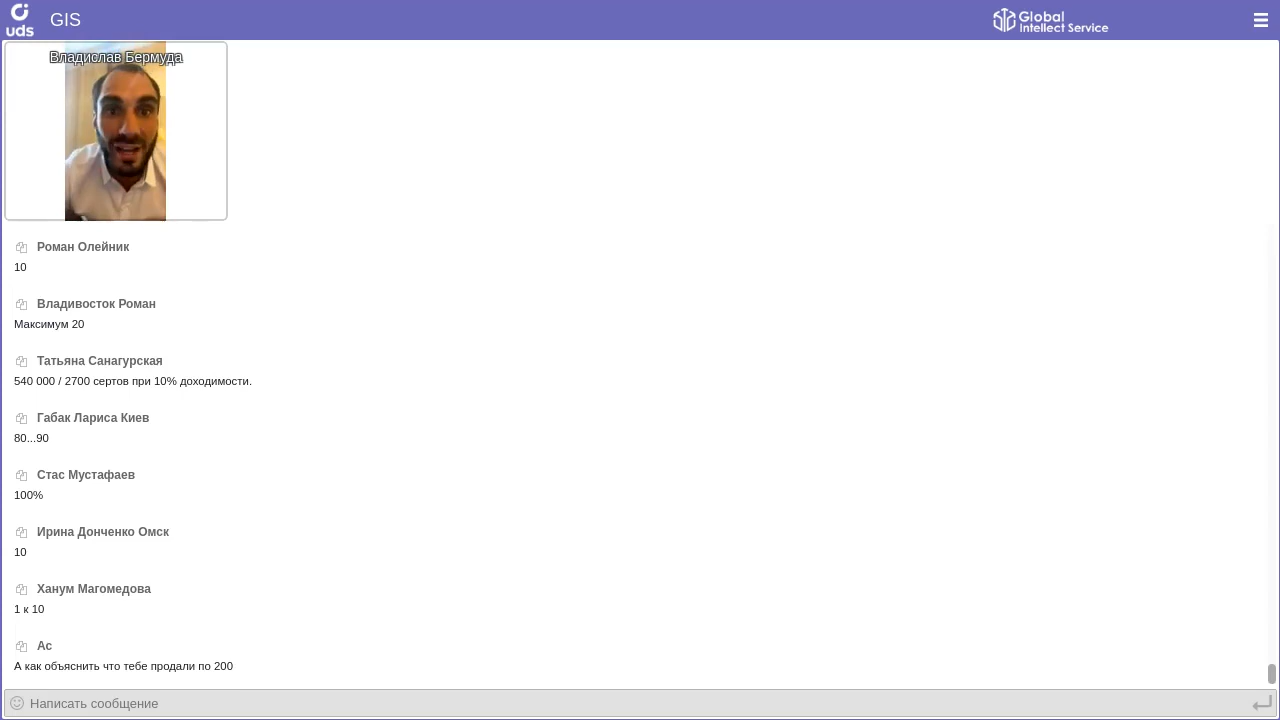 uds
GIS
Global
Intellect Service
Владислав Бермуда
Роман Олейник
10
Владивосток Роман
Максимум 20
Татьяна Санагурская
540 000 / 2700 сертов при 10% доходимости.
Габак Лариса Киев
80...90
Стас Мустафаев
100%
Ирина Донченко Омск
10
Ханум Магомедова
1 к 10
Ас
А как объяснить что тебе продали по 200
Написать сообщение